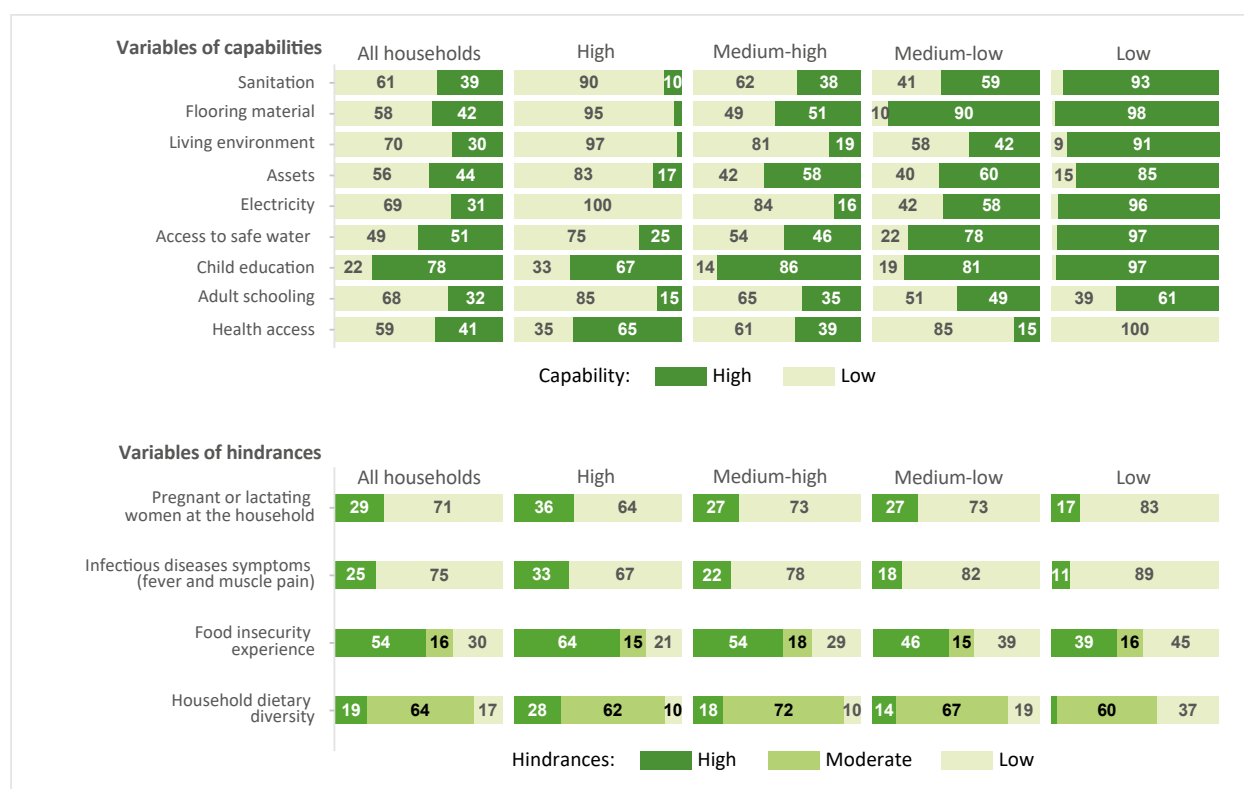 Variables of capabilities
All households High Medium-high Medium-low Low
Sanitation 61 39 90 10 62 38 41 59 93
Flooring material 58 42 95 49 51 10 90 98
Living environment 70 30 97 81 19 58 42 9 91
Assets 56 44 83 17 42 58 40 60 15 85
Electricity 69 31 100 84 16 42 58 96
Access to safe water 49 51 75 25 54 46 22 78 97
Child education 22 78 33 67 14 86 19 81 97
Adult schooling 68 32 85 15 65 35 51 49 39 61
Health access 59 41 35 65 61 39 85 15 100
Capability: High Low
Variables of hindrances
All households High Medium-high Medium-low Low
Pregnant or lactating
women at the household
29 71 36 64 27 73 27 73 17 83
Infectious diseases symptoms
(fever and muscle pain)
25 75 33 67 22 78 18 82 11 89
Food insecurity
experience
54 16 30 64 15 21 54 18 29 46 15 39 39 16 45
Household dietary
diversity
19 64 17 28 62 10 18 72 10 14 67 19 60 37
Hindrances: High Moderate Low